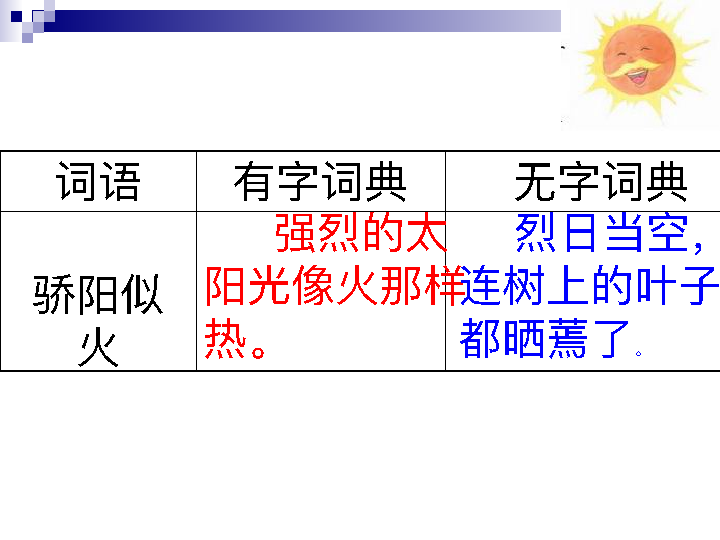 词语 有字词典 无字词典
骄阳似
火
强烈的太
阳光像火那样
热。
烈日当空，
连树上的叶子
都晒蔫了。